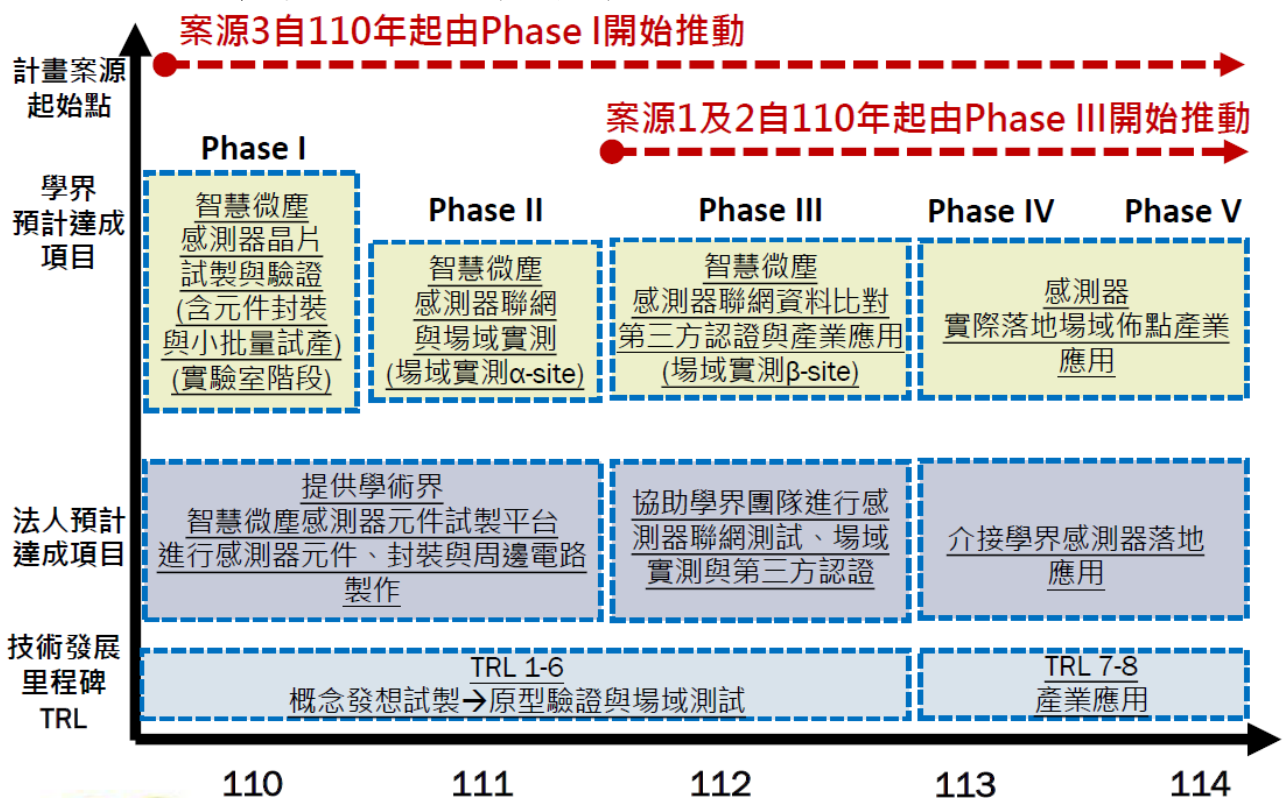 案源3自110年起由Phase I開始推動
計畫案源
起始點
案源1及2自110年起由Phase III開始推動
學界
預計達成
項目
Phase I
智慧微塵
感測器晶片
試製與驗證
(含元件封裝
與小批量試產)
(實驗室階段)
Phase II
智慧微塵
感測器聯網
與場域實測
(場域實測α-site)
Phase III
智慧微塵
感測器聯網資料比對
第三方認證與產業應用
(場域實測β-site)
Phase IV
Phase V
感測器
實際落地場域佈點產業
應用
法人預計
達成項目
提供學術界
智慧微塵感測器元件試製平台
進行感測器元件、封裝與周邊電路
製作
協助學界團隊進行感
測器聯網測試、場域
實測與第三方認證
介接學界感測器落地
應用
技術發展
里程碑
TRL
TRL 1-6
概念發想試製→原型驗證與場域測試
TRL 7-8
產業應用
110
111
112
113
114